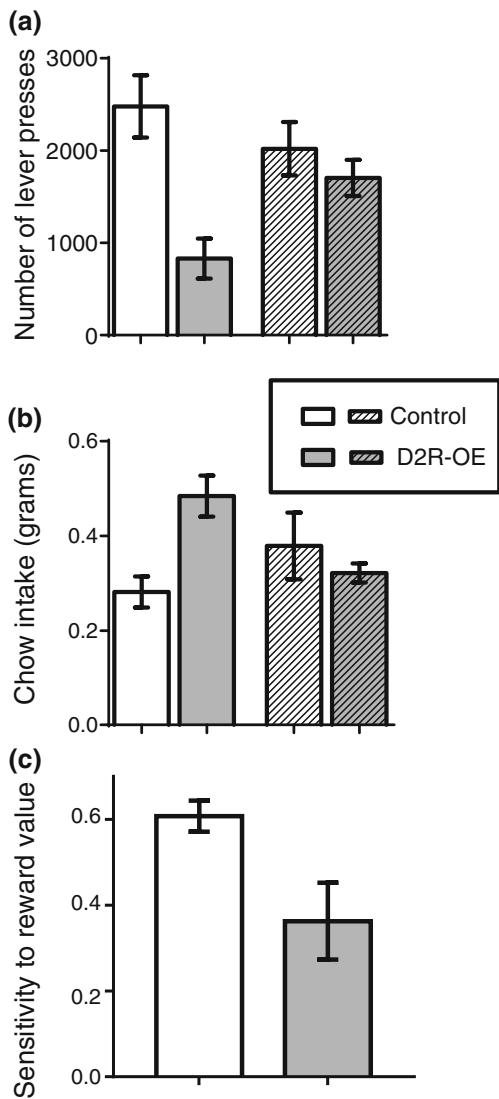 (a)
Number of lever presses
3000
2000
1000
0
Control
D2R-OE
(b)
Chow intake (grams)
0.6
0.4
0.2
0.0
(c)
Sensitivity to reward value
0.6
0.4
0.2
0.0